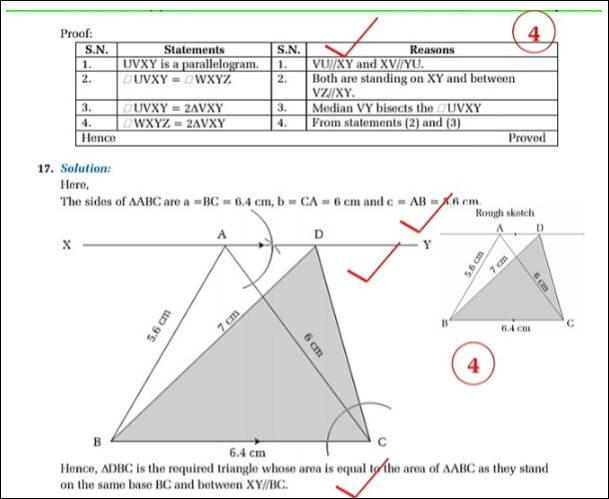 4
Proof:
S.N. Statements S.N. Reasons
1. UVXY is a parallelogram. 1. VU//XY and XV//YU.
2. ▱UVXY = ▱WXYZ 2. Both are standing on XY and between
VZ//XY.
3. ▱UVXY = 2ΔVXY 3. Median VY bisects the ▱UVXY
4. ▱WXYZ = 2ΔVXY 4. From statements (2) and (3)
Hence Proved
17. Solution:
Here,
The sides of ΔABC are a =BC = 6.4 cm, b = CA = 6 cm and c = AB = 5.6 cm.
Rough sketch
A D
X A D Y
5.6 cm 7 cm 6 cm
5.6 cm 7 cm 6 cm
B 6.4 cm C
4
B 6.4 cm C
Hence, ΔDBC is the required triangle whose area is equal to the area of ΔABC as they stand
on the same base BC and between XY//BC.